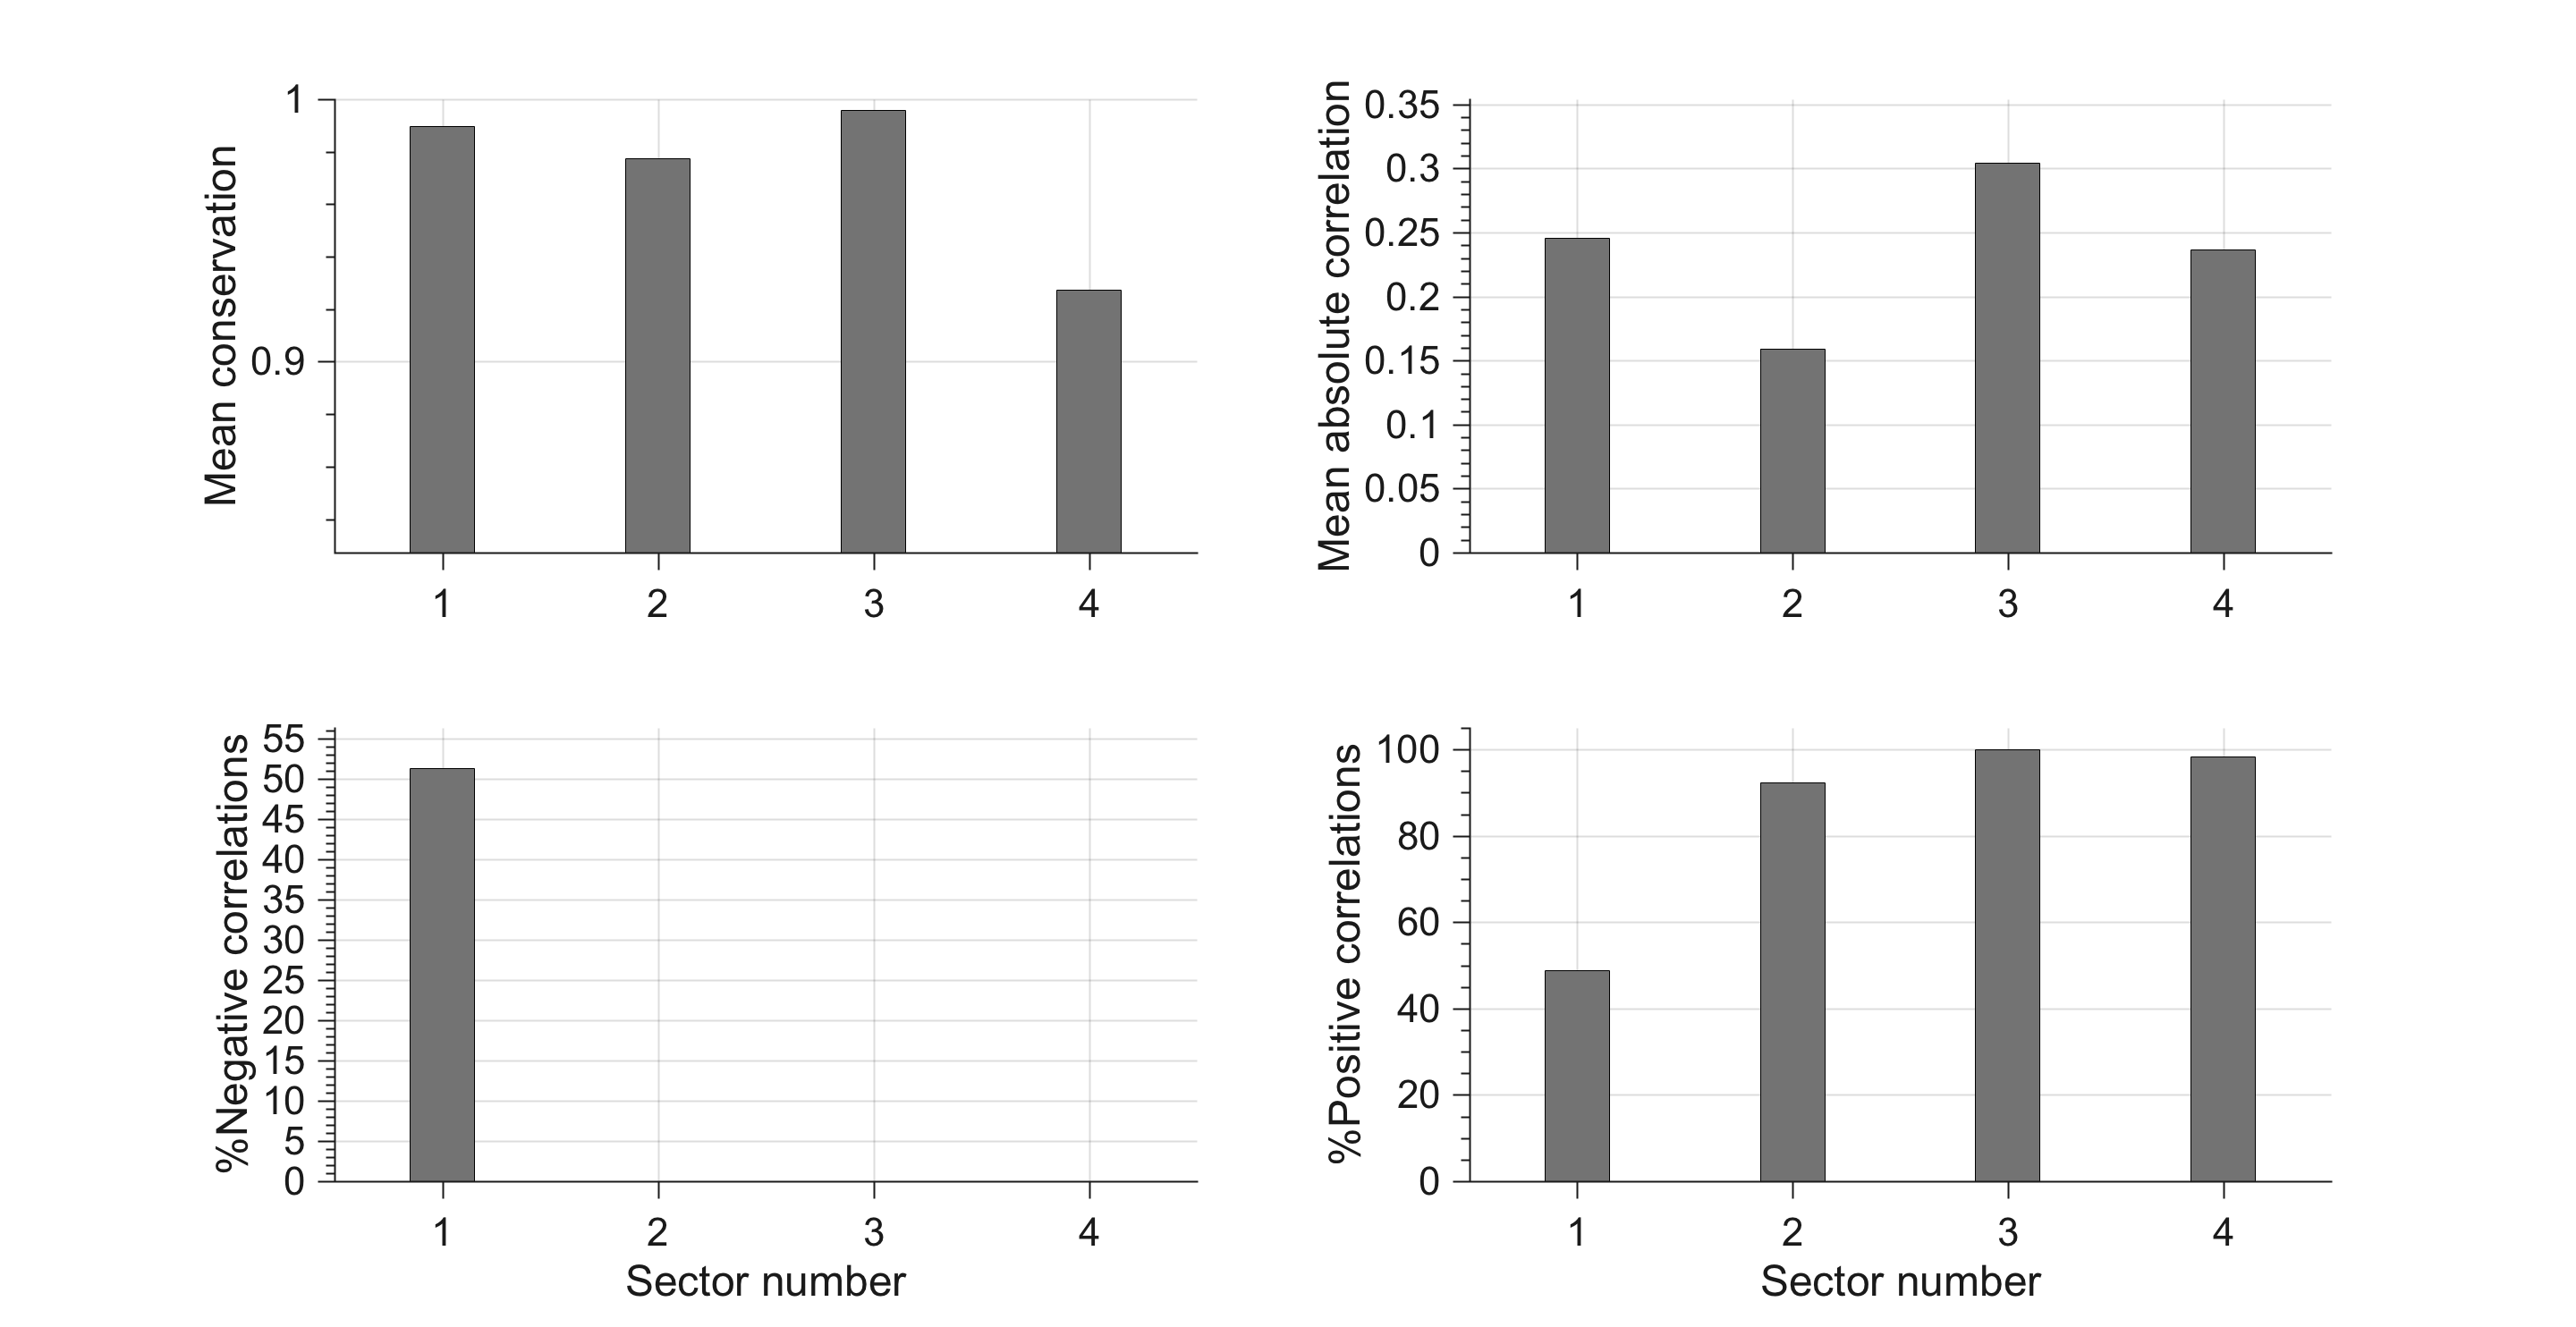 Mean conservation
1
0.9
1 2 3 4
Mean absolute correlation
0.35
0.3
0.25
0.2
0.15
0.1
0.05
0
1 2 3 4
%Negative correlations
55
50
45
40
35
30
25
20
15
10
5
0
1 2 3 4
Sector number
%Positive correlations
100
80
60
40
20
0
1 2 3 4
Sector number